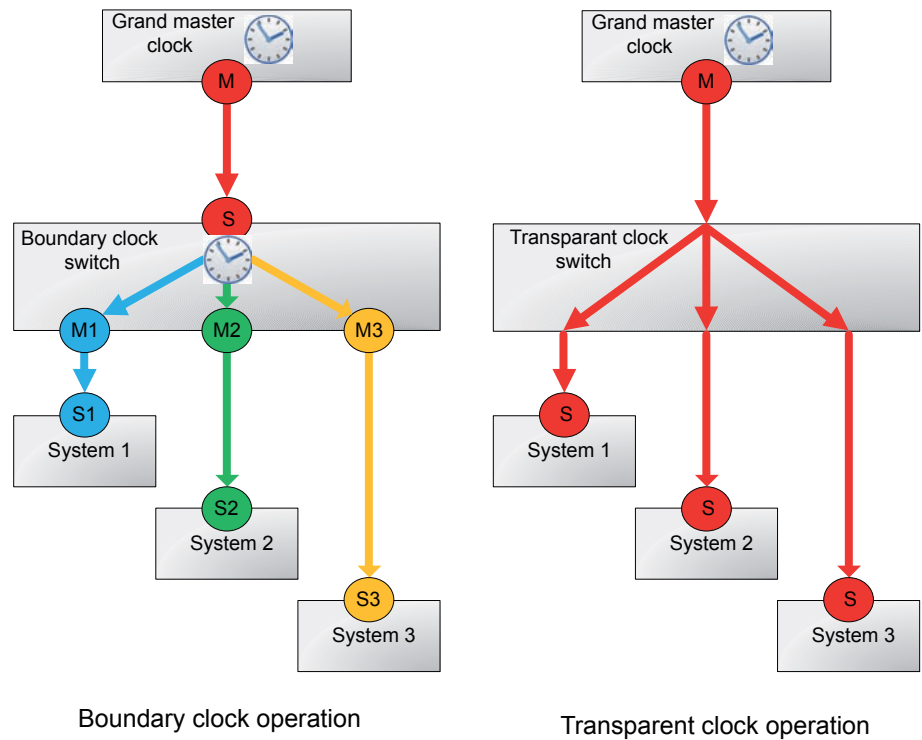 Grand master
clock
M
S
Boundary clock
switch
M1
M2
M3
S1
System 1
S2
System 2
S3
System 3
Boundary clock operation
Grand master
clock
M
Transparant clock
switch
S
System 1
S
System 2
S
System 3
Transparent clock operation